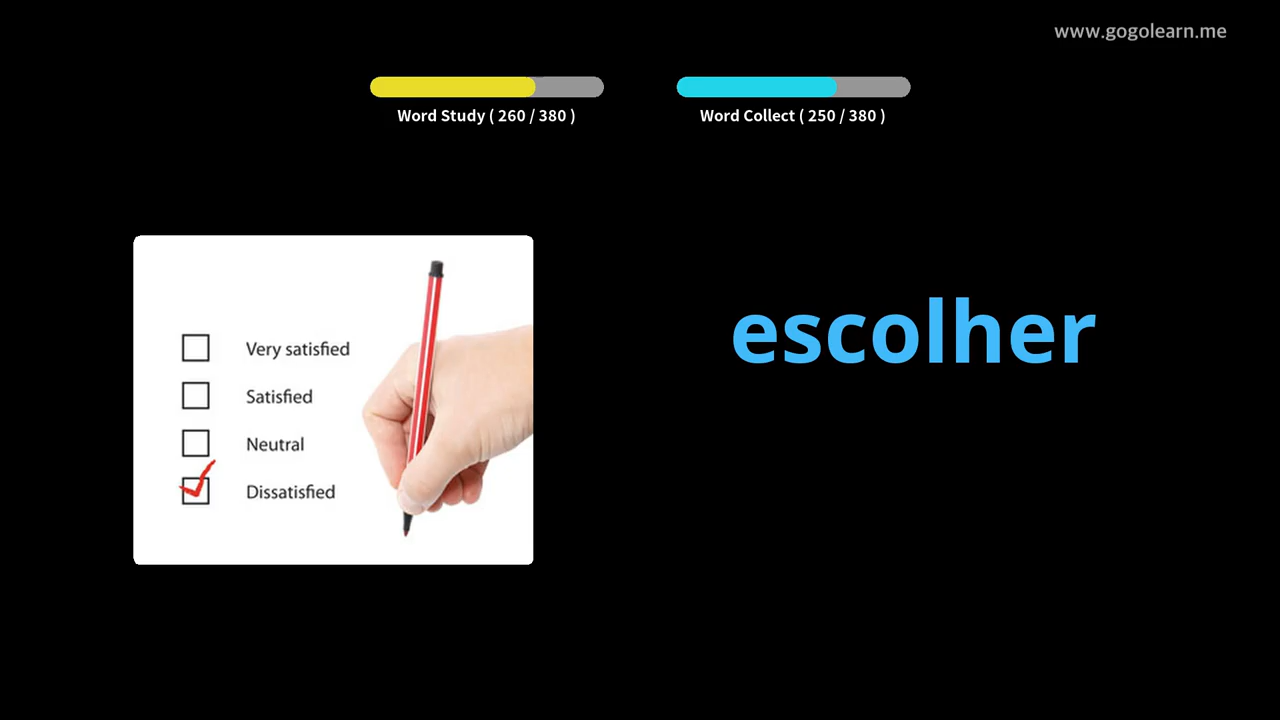 www.gogolearn.me
Word Study ( 260 / 380 )
Word Collect ( 250 / 380 )
Very satisfied
Satisfied
Neutral
Dissatisfied
escolher